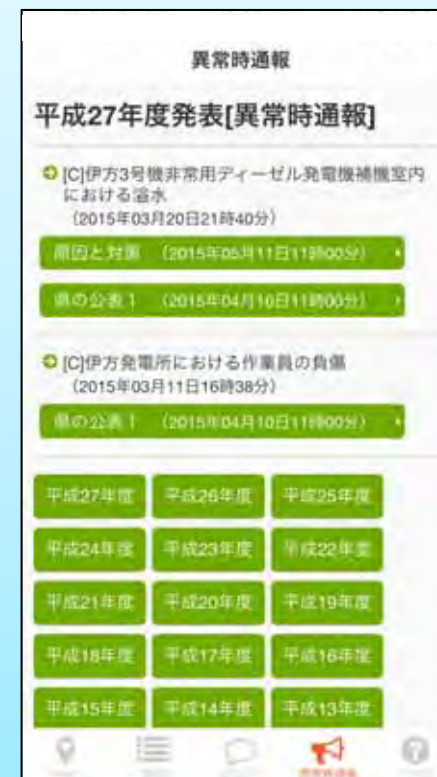 異常時通報
平成27年度発表[異常時通報]
[C]伊方3号機非常用ディーゼル発電機補機室内
における溢水
(2015年03月20日21時40分)
原因と対策 (2015年05月11日11時00分)
県の公表1 (2015年04月10日11時00分)
[C]伊方発電所における作業員の負傷
(2015年03月11日16時38分)
県の公表1 (2015年04月10日11時00分)
平成27年度 平成26年度 平成25年度
平成24年度 平成23年度 平成22年度
平成21年度 平成20年度 平成19年度
平成18年度 平成17年度 平成16年度
平成15年度 平成14年度 平成13年度
異常時通報